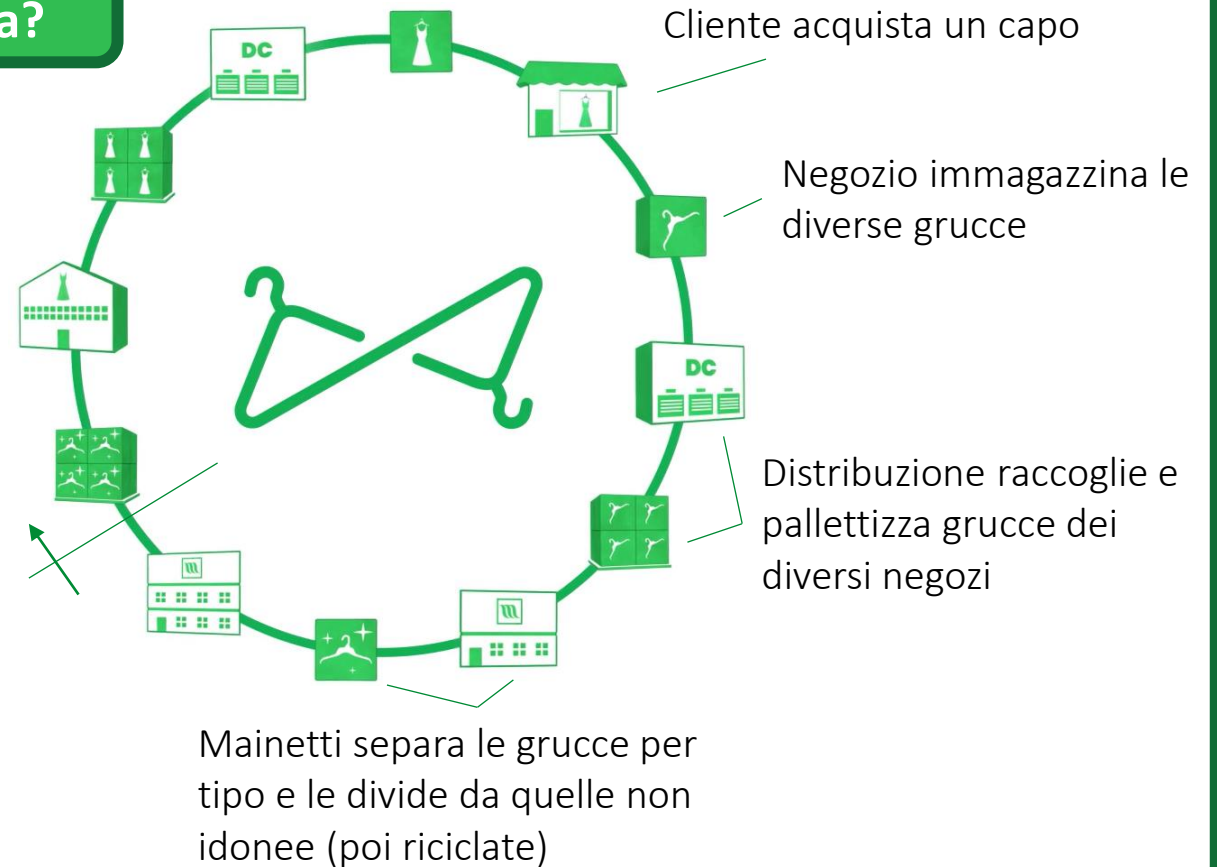 a?
Cliente acquista un capo
DC
Negozio immagazzina le
diverse grucce
DC
Distribuzione raccoglie e
pallettizza grucce dei
diversi negozi
m
m
Mainetti separa le grucce per
tipo e le divide da quelle non
idonee (poi riciclate)